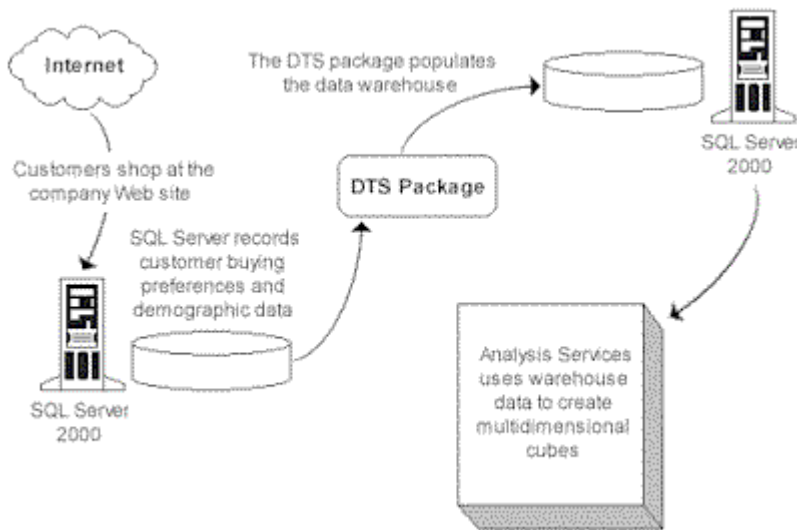 Internet
Customers shop at the
company Web site
SQL Server records
customer buying
preferences and
demographic data
SQL Server
2000
DTS Package
The DTS package populates
the data warehouse
SQL Server
2000
Analysis Services
uses warehouse
data to create
multidimensional
cubes